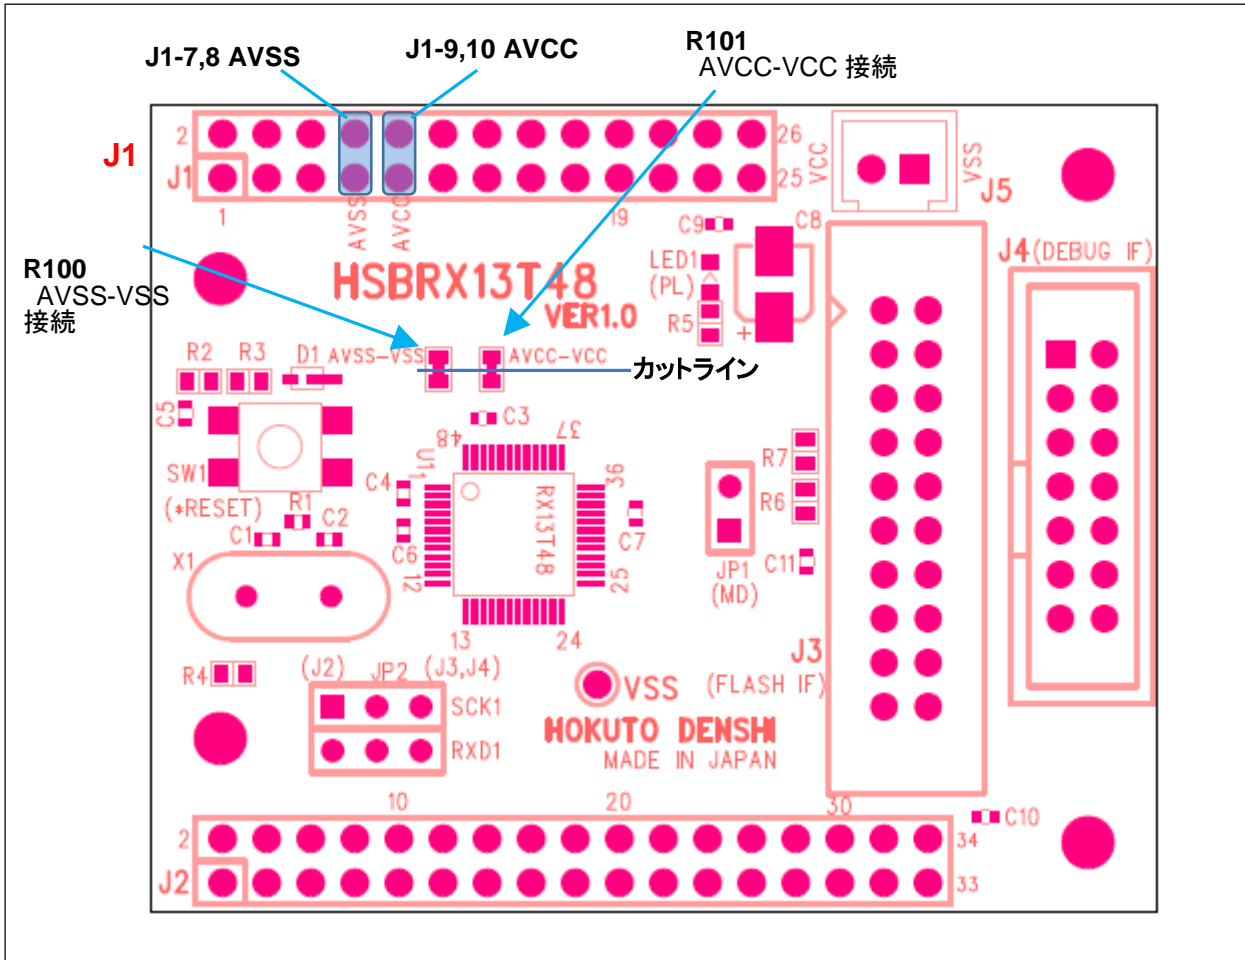 J1-7,8 AVSS
J1-9,10 AVCC
R101
AVCC-VCC 接続
J1
2
26
J1
25
1
19
AVSS
AVCC
VCC
VSS
J5
R100
AVSS-VSS
接続
HSBRX13T48
VER1.0
C9
C8
LED1
(PL)
R5
+
J4(DEBUG IF)
R2
R3
D1
AVSS-VSS
AVCC-VCC
カットライン
C5
C3
48
37
SW1
(*RESET)
U1
1
36
C4
RX13T48
R7
R6
R1
C1
C2
C6
C7
X1
12
25
JP1
(MD)
C11
13
24
R4
(J2)
JP2
(J3,J4)
SCK1
RXD1
VSS
(FLASH IF)
J3
HOKUTO DENSHI
MADE IN JAPAN
10
20
30
C10
2
34
J2
33